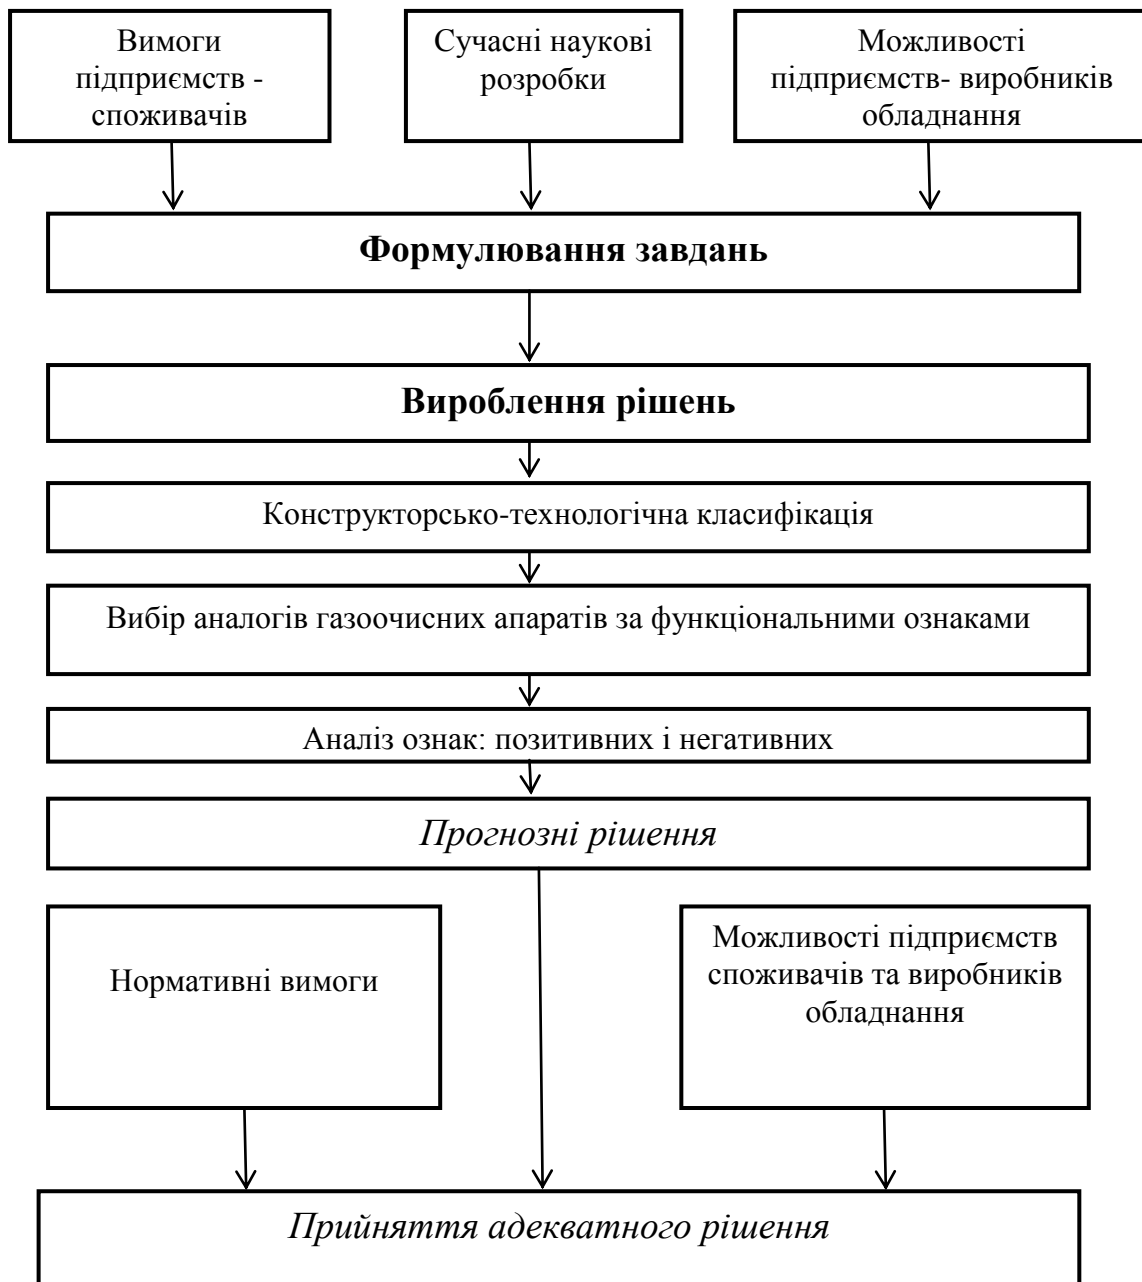 Вимоги
підприємств -
споживачів
Сучасні наукові
розробки
Можливості
підприємств- виробників
обладнання
Формулювання завдань
Вироблення рішень
Конструкторсько-технологічна класифікація
Вибір аналогів газоочисних апаратів за функціональними ознаками
Аналіз ознак: позитивних і негативних
Прогнозні рішення
Нормативні вимоги
Можливості підприємств
споживачів та виробників
обладнання
Прийняття адекватного рішення